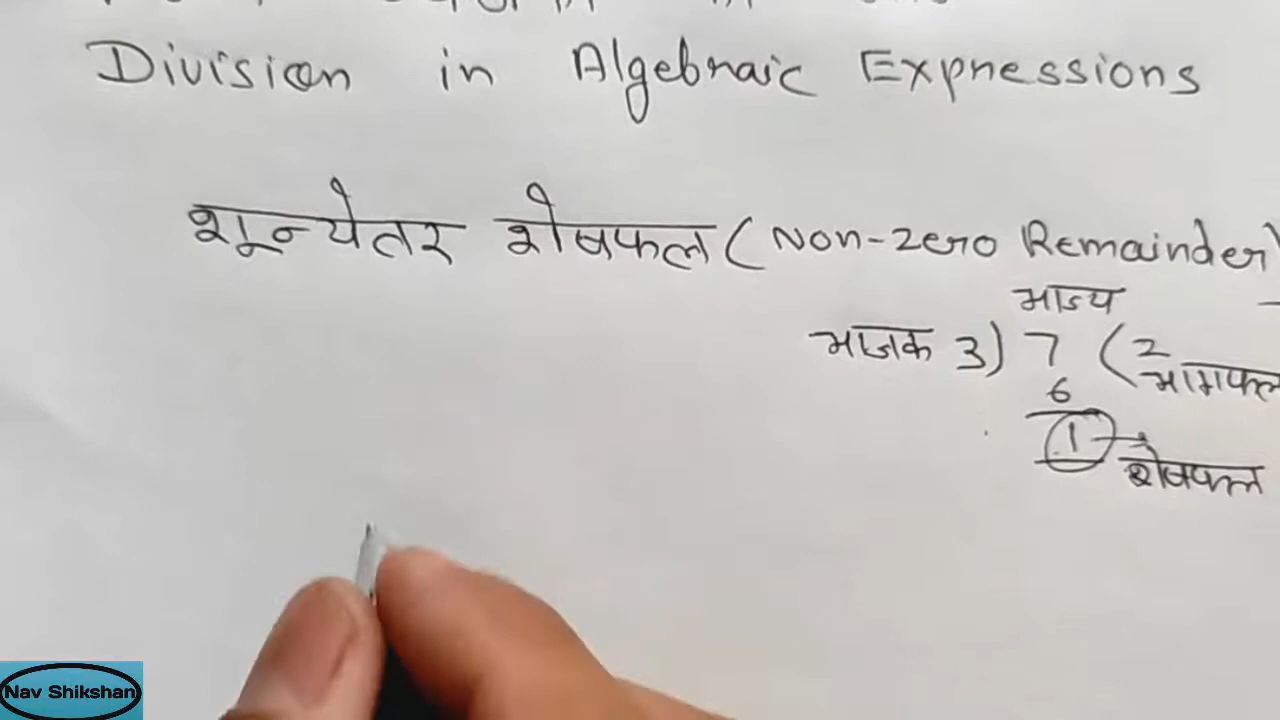 Division in Algebraic Expressions
शून्येतर शेषफल (Non-zero Remainder)
भाज्य
भाजक 3) 7 (2
भागफल
6
1
शेषफल
Nav Shikshan